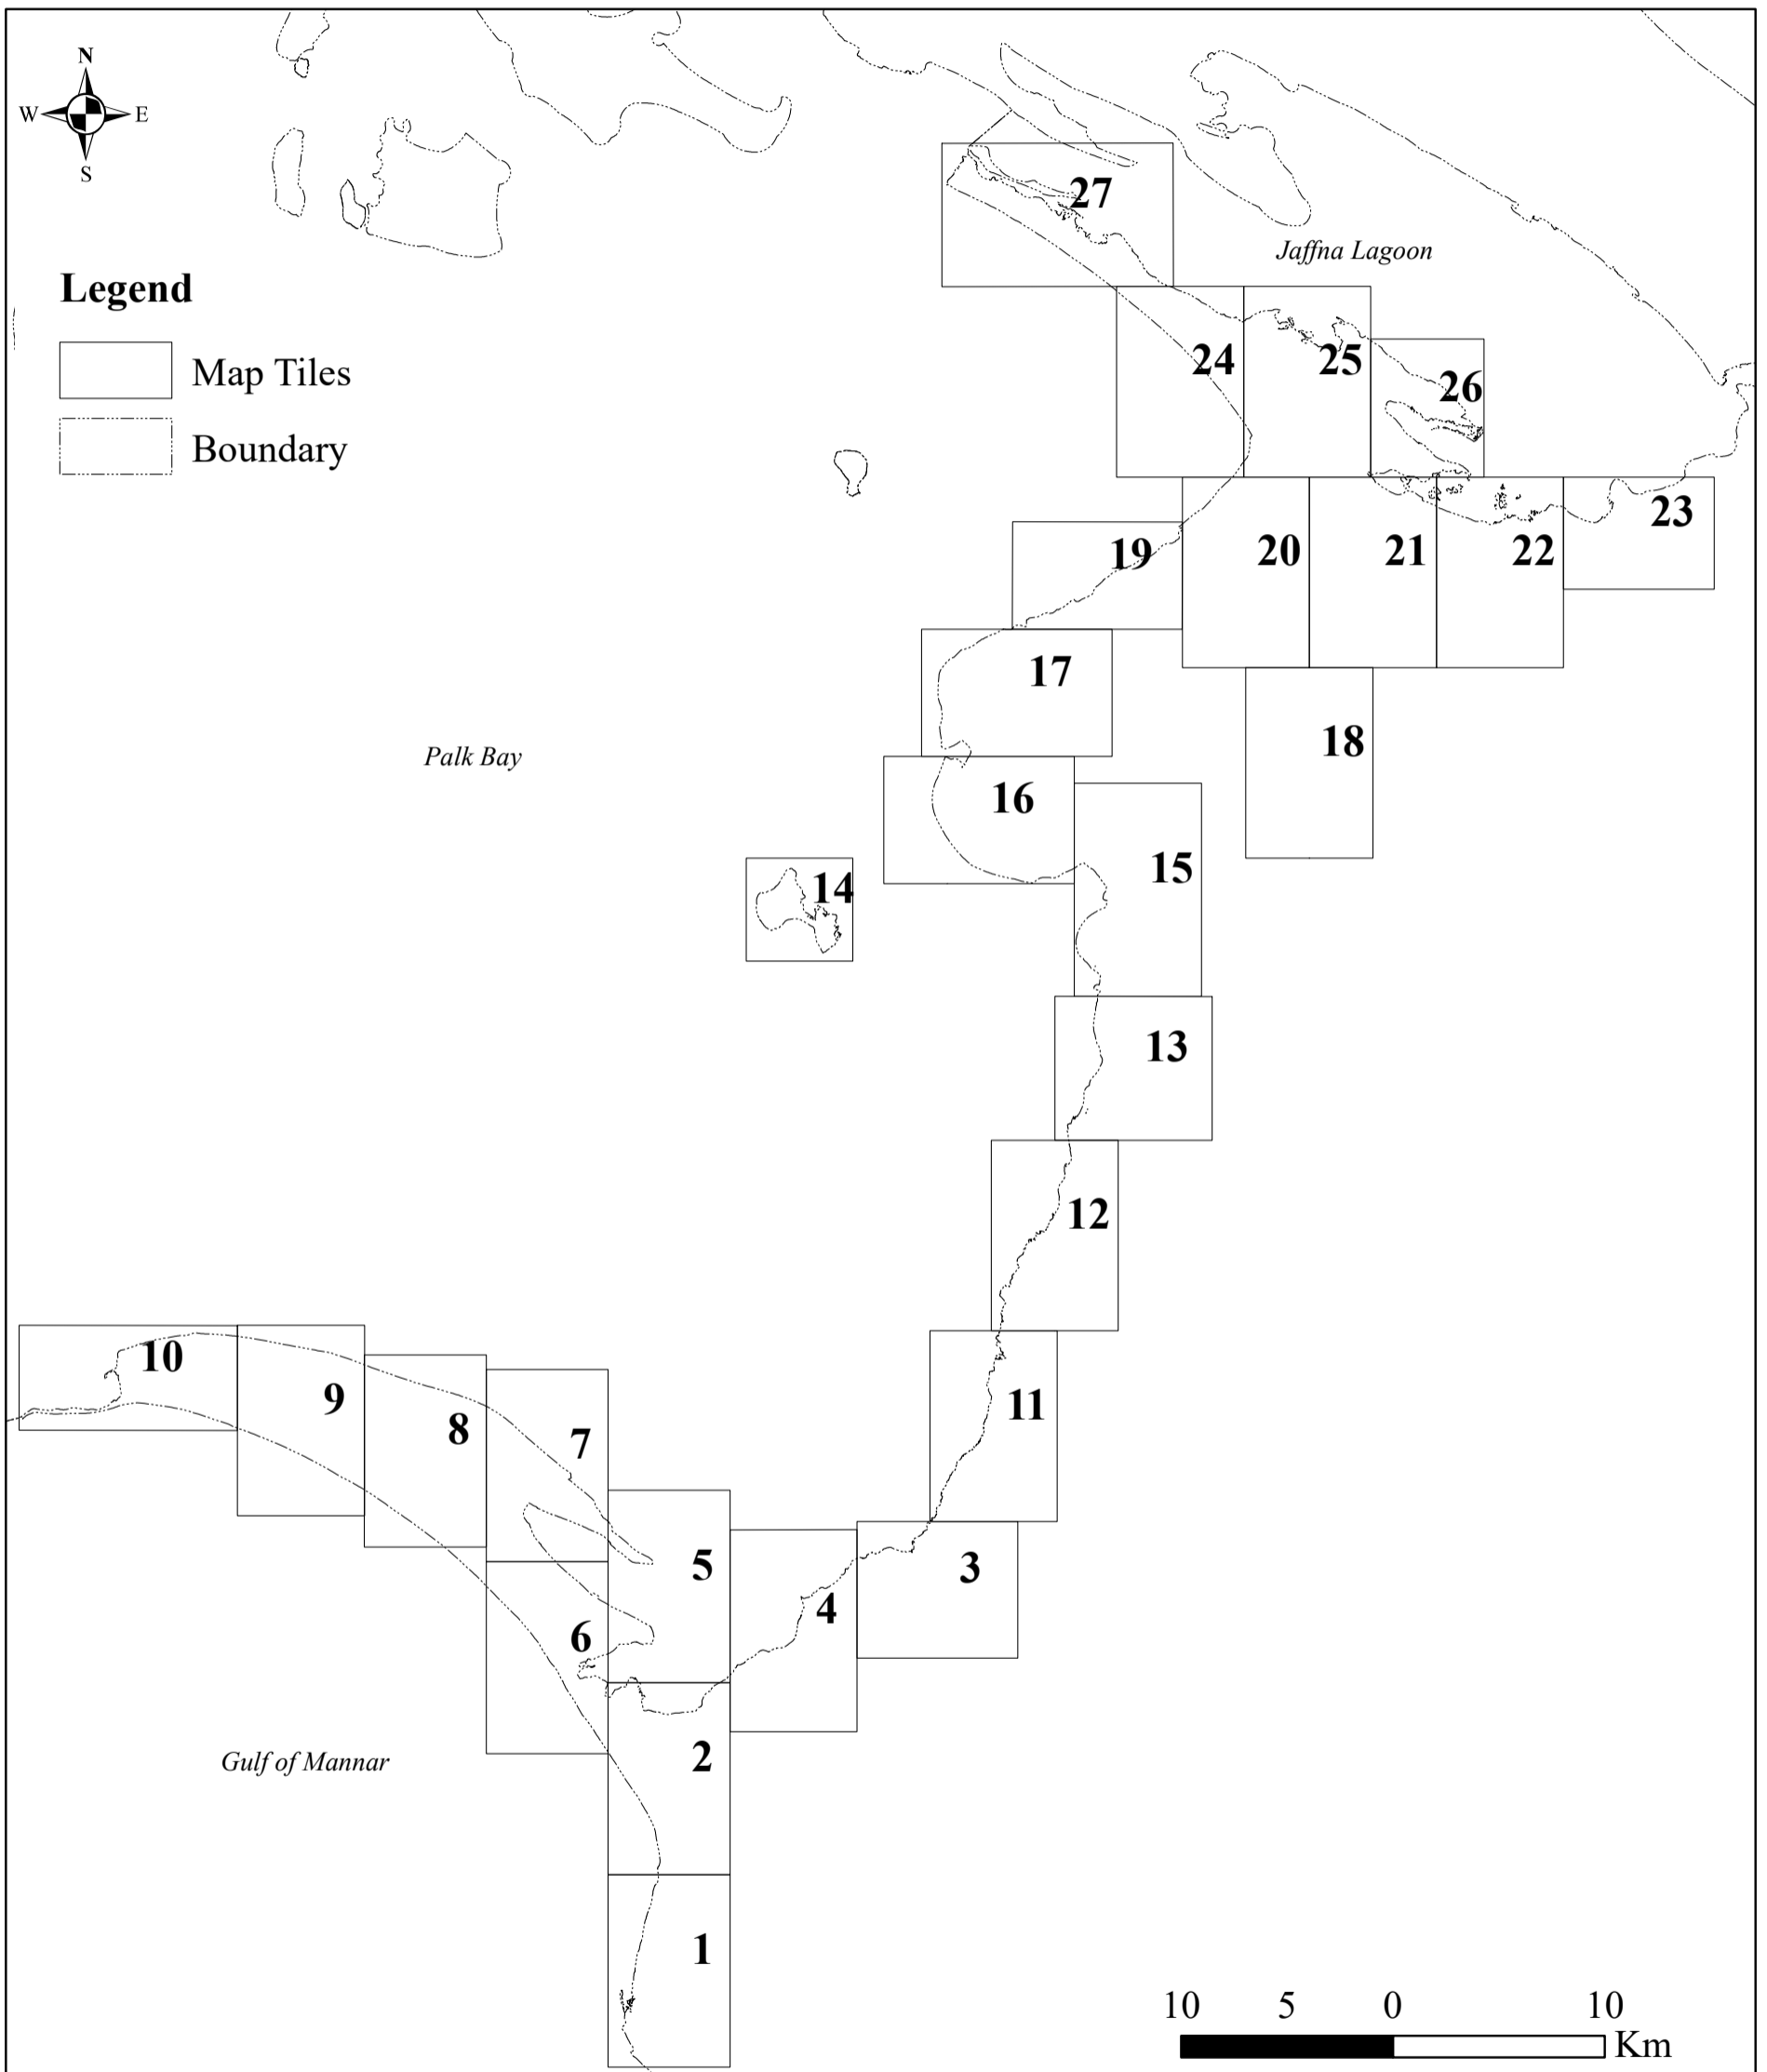 N
W E
S
27
Jaffna Lagoon
Legend
24 25
Map Tiles
26
Boundary
23
19 20 21 22
17
18
Palk Bay
16
15
14
13
12
10
9
11
8
7
5 3
4
6
2
Gulf of Mannar
1
10 5 0 10
Km